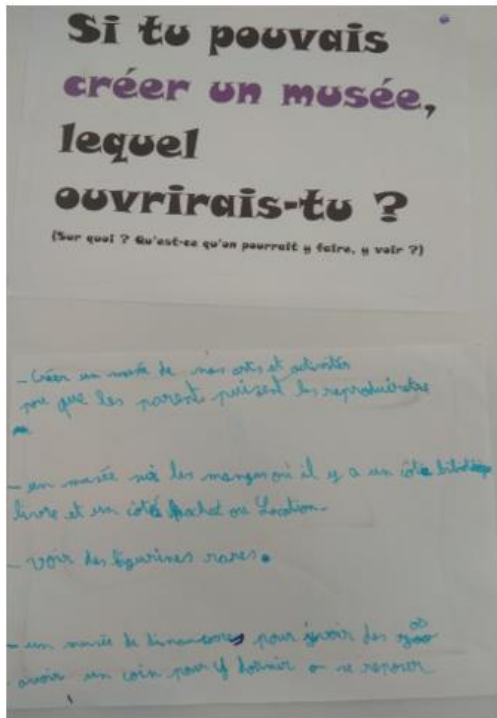 Si tu pouvais
créer un musée,
lequel
ouvrirais-tu ?
(Sur quoi ? Qu'est-ce qu'on pourrait y faire, y voir ?)
- Créer un musée de nos arts et activités
que les parents puissent les
- un musée sur les mangas où il y a un côté
livre et un côté achat ou Location
- voir des figurines rares.
- un musée de dinosaures pour
avoir un coin pour y dormir ou se reposer